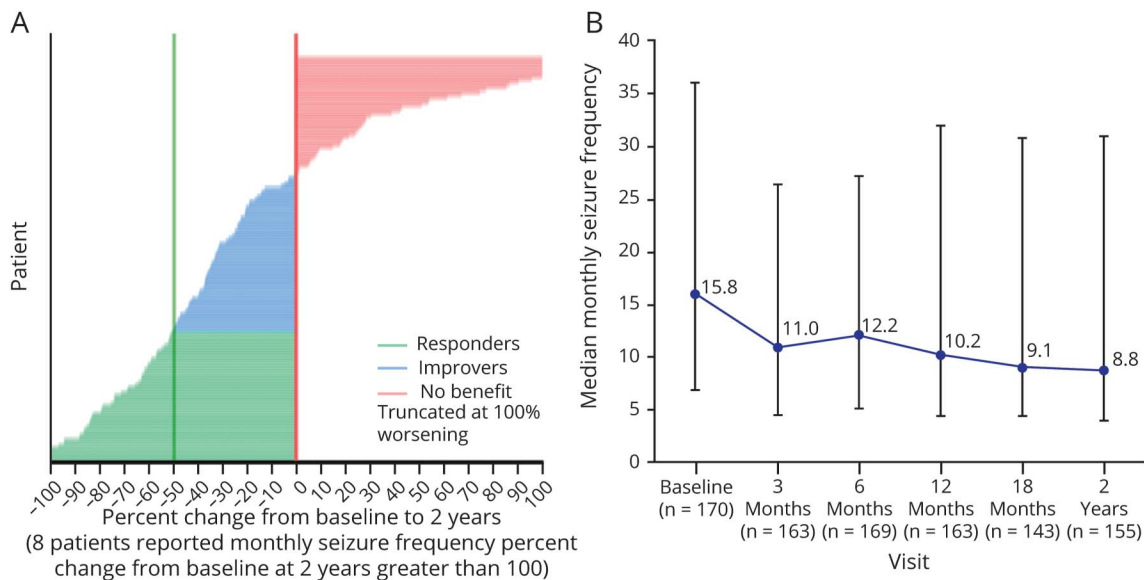 A
Patient
Responders
Improvers
No benefit
Truncated at 100%
worsening
-100
-90
-80
-70
-60
-50
-40
-30
-20
-10
0
10
20
30
40
50
60
70
80
90
100
Percent change from baseline to 2 years
(8 patients reported monthly seizure frequency percent
change from baseline at 2 years greater than 100)
B
Median monthly seizure frequency
40
35
30
25
20
15
10
5
0
15.8
11.0
12.2
10.2
9.1
8.8
Baseline
(n = 170)
3
Months
(n = 163)
6
Months
(n = 169)
12
Months
(n = 163)
18
Months
(n = 143)
2
Years
(n = 155)
Visit